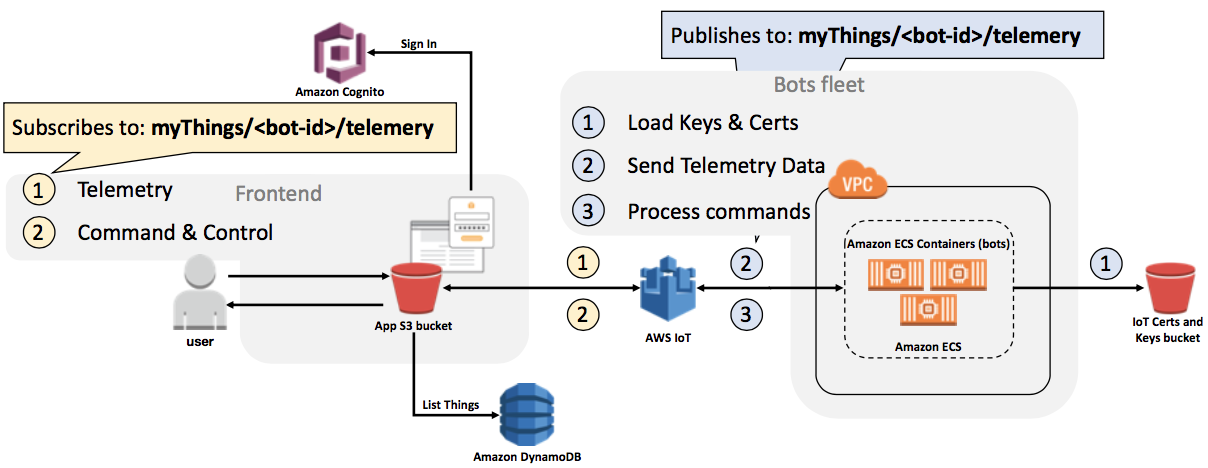 Sign In
Amazon Cognito
Subscribes to: myThings/<bot-id>/telemery
1 Telemetry
2 Command & Control
Frontend
user
App S3 bucket
List Things
Amazon DynamoDB
1
2
AWS IoT
Publishes to: myThings/<bot-id>/telemery
Bots fleet
1 Load Keys & Certs
2 Send Telemetry Data
3 Process commands
VPC
2
3
Amazon ECS Containers (bots)
Amazon ECS
1
IoT Certs and
Keys bucket